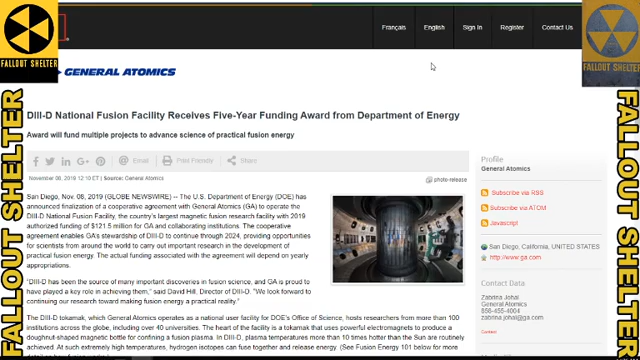 Français English Sign In Register Contact Us
FALLOUT SHELTER
FALLOUT SHELTER
GENERAL ATOMICS
DIII-D National Fusion Facility Receives Five-Year Funding Award from Department of Energy
Award will fund multiple projects to advance science of practical fusion energy
Email Print Friendly Share
November 08, 2019 12:10 ET | Source: General Atomics
photo-release
San Diego, Nov. 08, 2019 (GLOBE NEWSWIRE) -- The U.S. Department of Energy (DOE) has
announced finalization of a cooperative agreement with General Atomics (GA) to operate the
DIII-D National Fusion Facility, the country's largest magnetic fusion research facility with 2019
authorized funding of $121.5 million for GA and collaborating institutions. The cooperative
agreement enables GA's stewardship of DIII-D to continue through 2024, providing opportunities
for scientists from around the world to carry out important research in the development of
practical fusion energy. The actual funding associated with the agreement will depend on yearly
appropriations.
"DIII-D has been the source of many important discoveries in fusion science, and GA is proud to
have played a key role in achieving them," said David Hill, Director of DIII-D. "We look forward to
continuing our research toward making fusion energy a practical reality."
The DIII-D tokamak, which General Atomics operates as a national user facility for DOE's Office of Science, hosts researchers from more than 100
institutions across the globe, including over 40 universities. The heart of the facility is a tokamak that uses powerful electromagnets to produce a
doughnut-shaped magnetic bottle for confining a fusion plasma. In DIII-D, plasma temperatures more than 10 times hotter than the Sun are routinely
achieved. At such extremely high temperatures, hydrogen isotopes can fuse together and release energy. (See Fusion Energy 101 below for more
Profile
General Atomics
Subscribe via RSS
Subscribe via ATOM
Javascript
San Diego, California, UNITED STATES
http://www.ga.com
Contact Data
Zabrina Johal
General Atomics
858-455-4004
zabrina.johal@ga.com
Contact
FALLOUT SHELTER
FALLOUT SHELTER